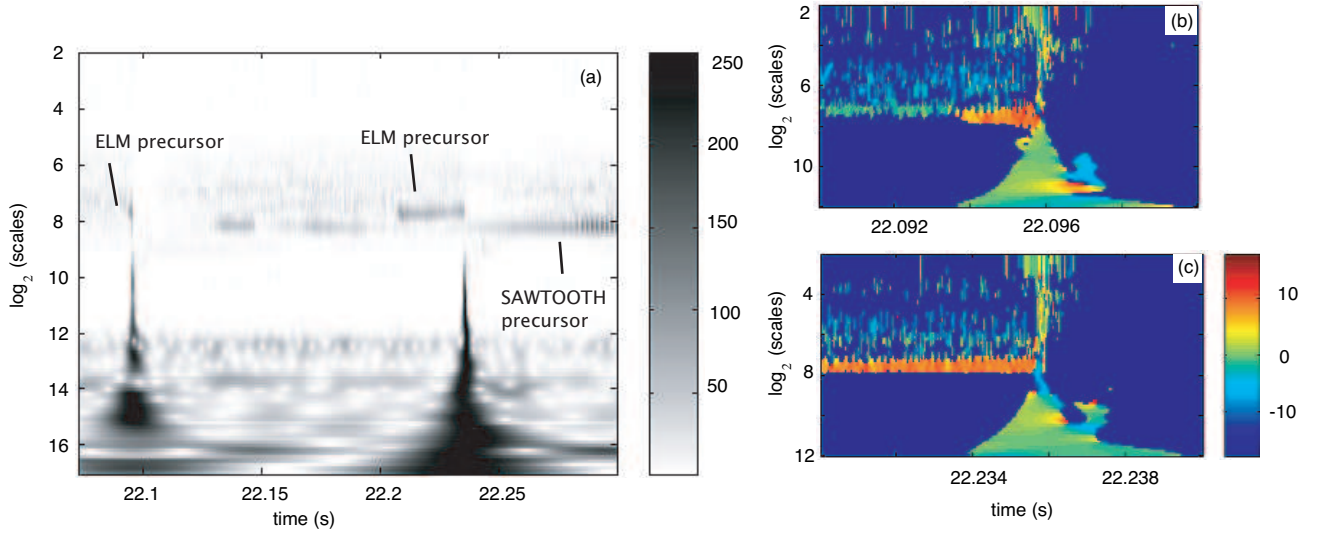 2
4
6
8
10
12
14
16
log₂ (scales)
(a)
ELM precursor
ELM precursor
SAWTOOTH
precursor
22.1
22.15
22.2
22.25
time (s)
250
200
150
100
50
(b)
2
6
10
log₂ (scales)
22.092
22.096
(c)
4
8
12
log₂ (scales)
22.234
22.238
time (s)
10
0
-10